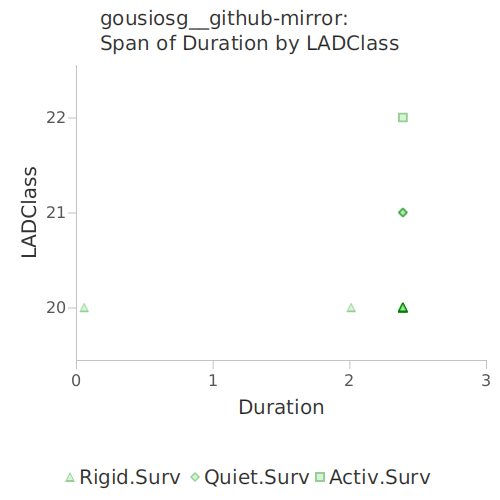 gousiosg__github-mirror:
Span of Duration by LADClass
22
21
20
LADClass
0 1 2 3
Duration
Rigid.Surv Quiet.Surv Activ.Surv